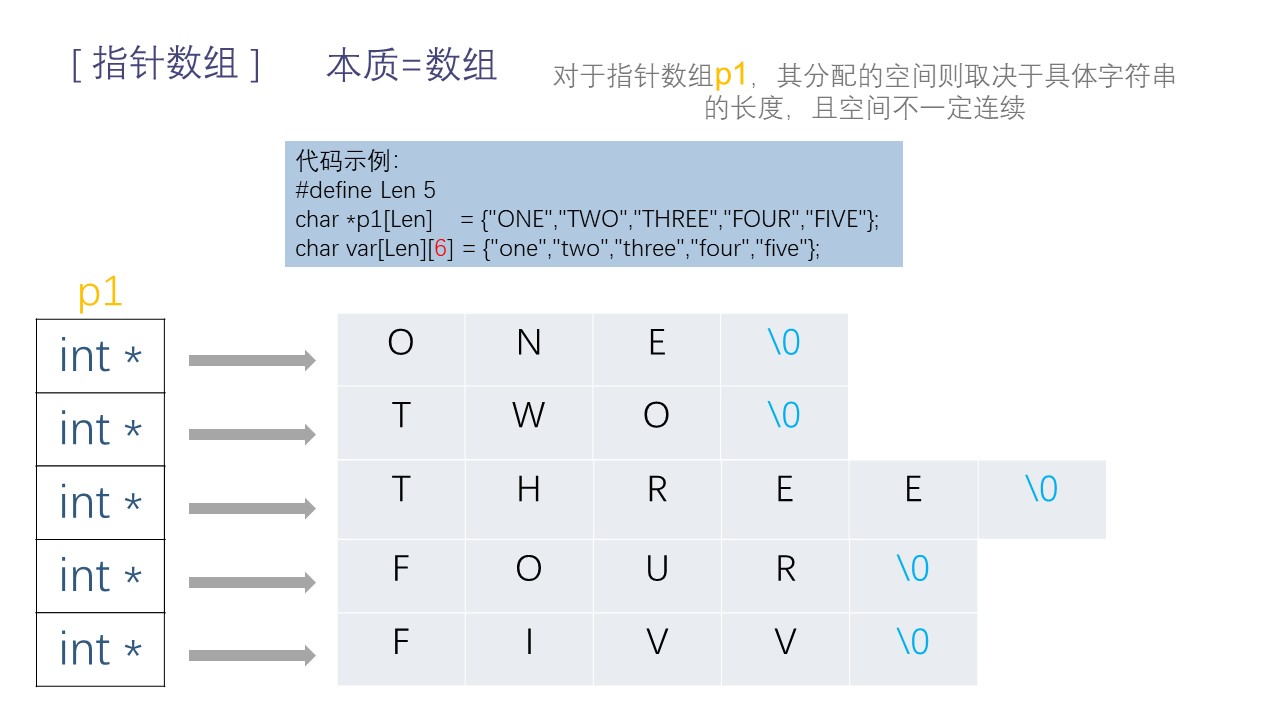 [ 指针数组 ] 本质=数组
对于指针数组p1，其分配的空间则取决于具体字符串
的长度，且空间不一定连续
代码示例：
#define Len 5
char *p1[Len] = {"ONE","TWO","THREE","FOUR","FIVE"};
char var[Len][6] = {"one","two","three","four","five"};
p1
int * O N E \0
int * T W O \0
int * T H R E E \0
int * F O U R \0
int * F I V V \0